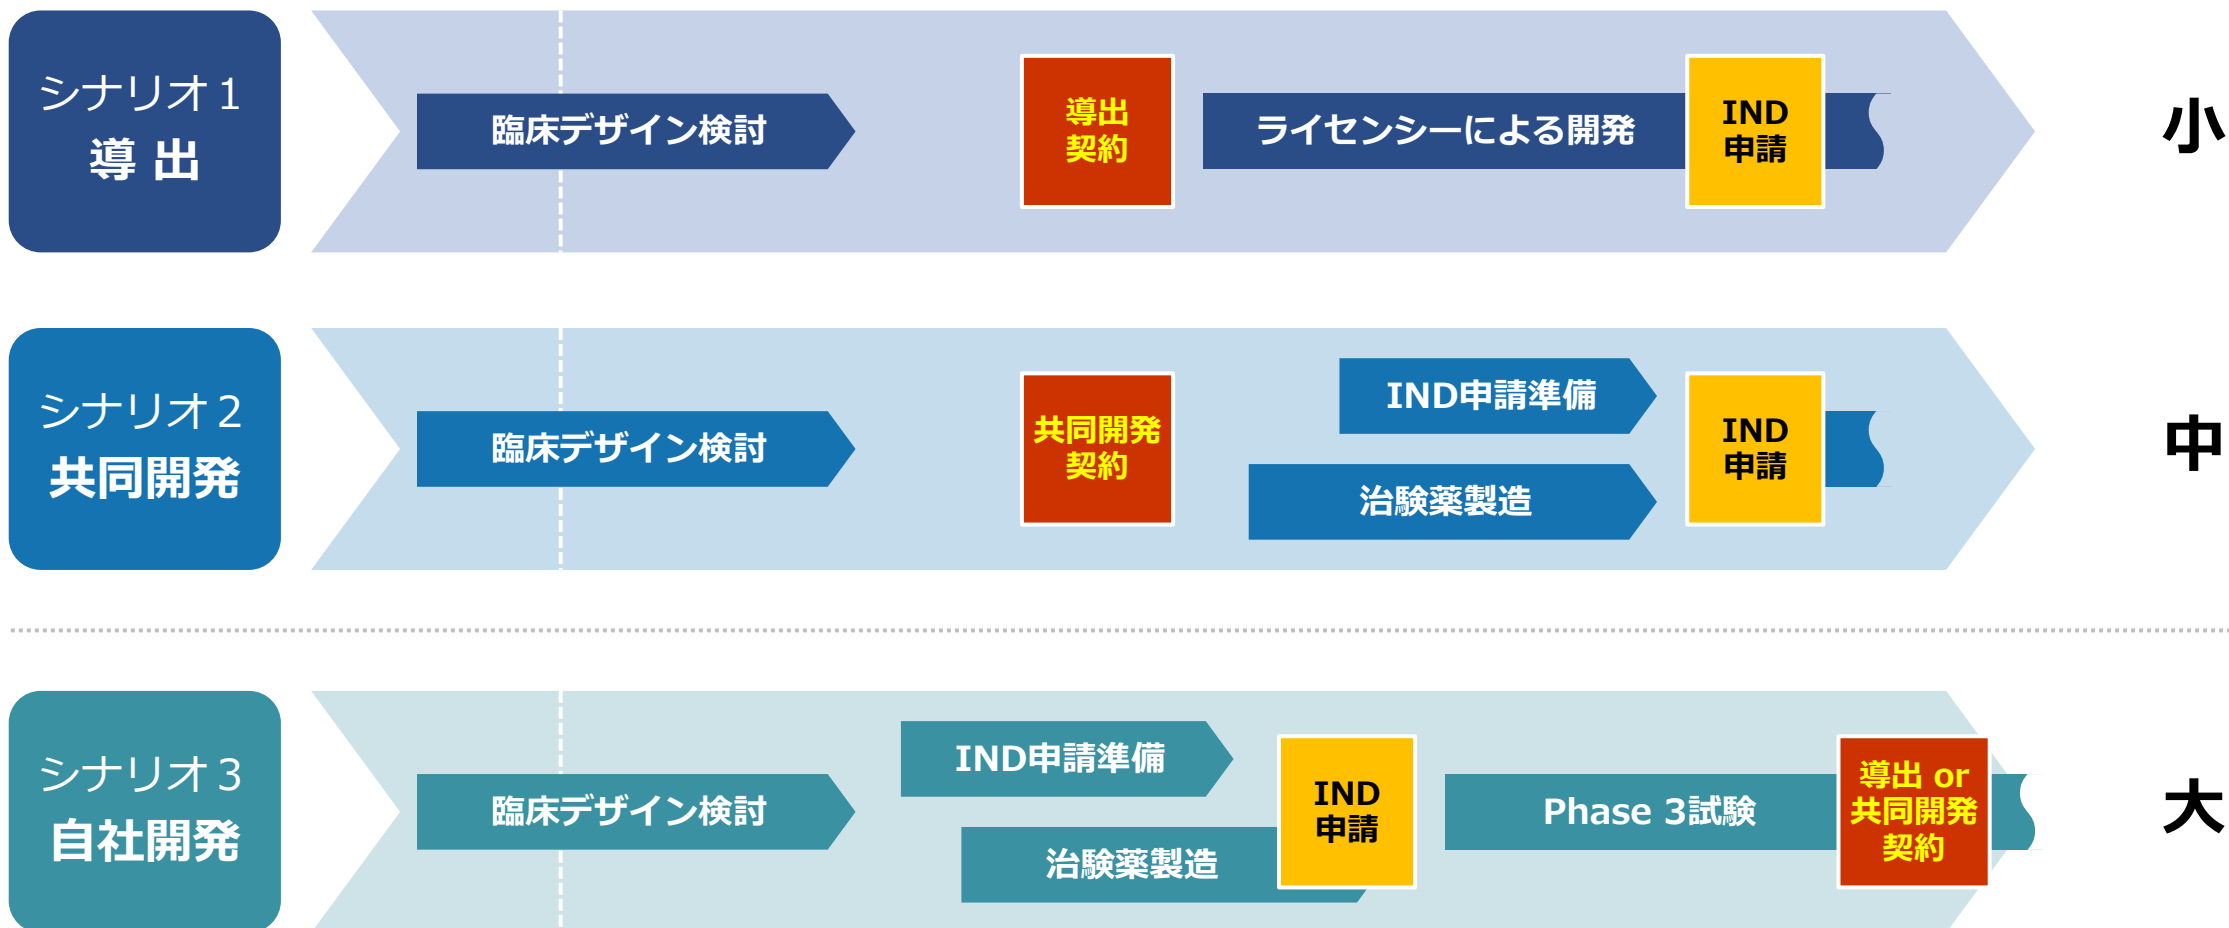 シナリオ1
導 出
臨床デザイン検討
導出
契約
ライセンシーによる開発
IND
申請
小
シナリオ2
共同開発
臨床デザイン検討
共同開発
契約
IND申請準備
治験薬製造
IND
申請
中
シナリオ3
自社開発
臨床デザイン検討
IND申請準備
治験薬製造
IND
申請
Phase 3試験
導出 or
共同開発
契約
大